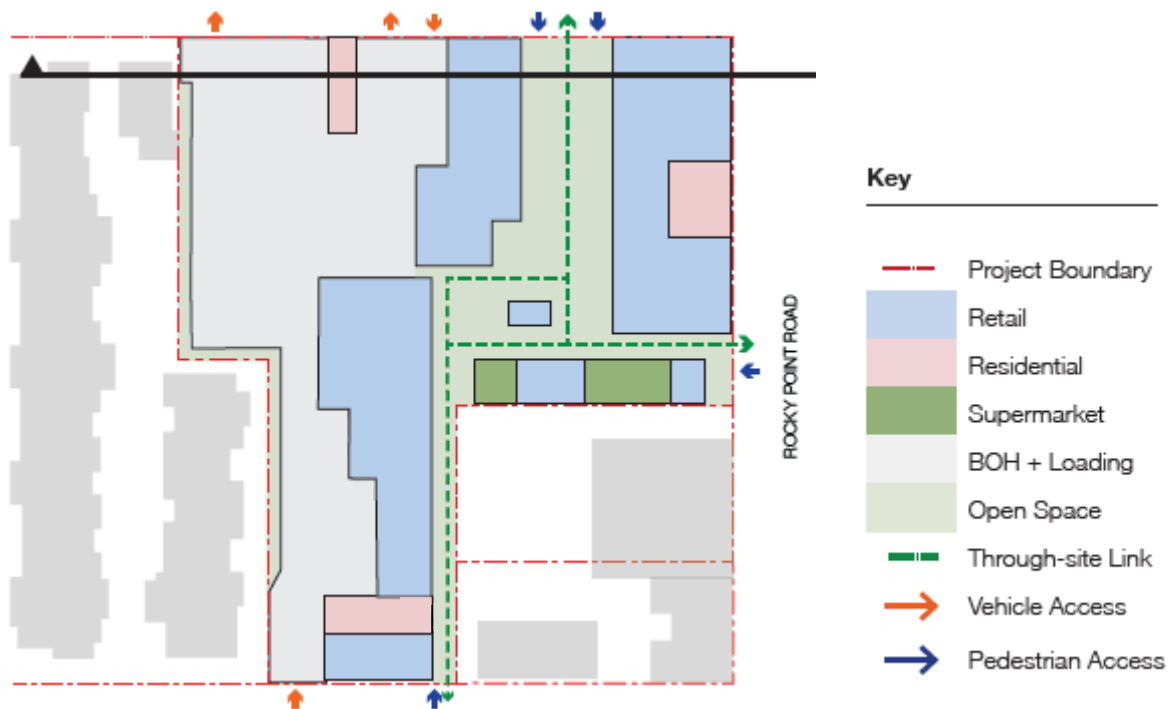 ROCKY POINT ROAD
Key
Project Boundary
Retail
Residential
Supermarket
BOH + Loading
Open Space
Through-site Link
Vehicle Access
Pedestrian Access